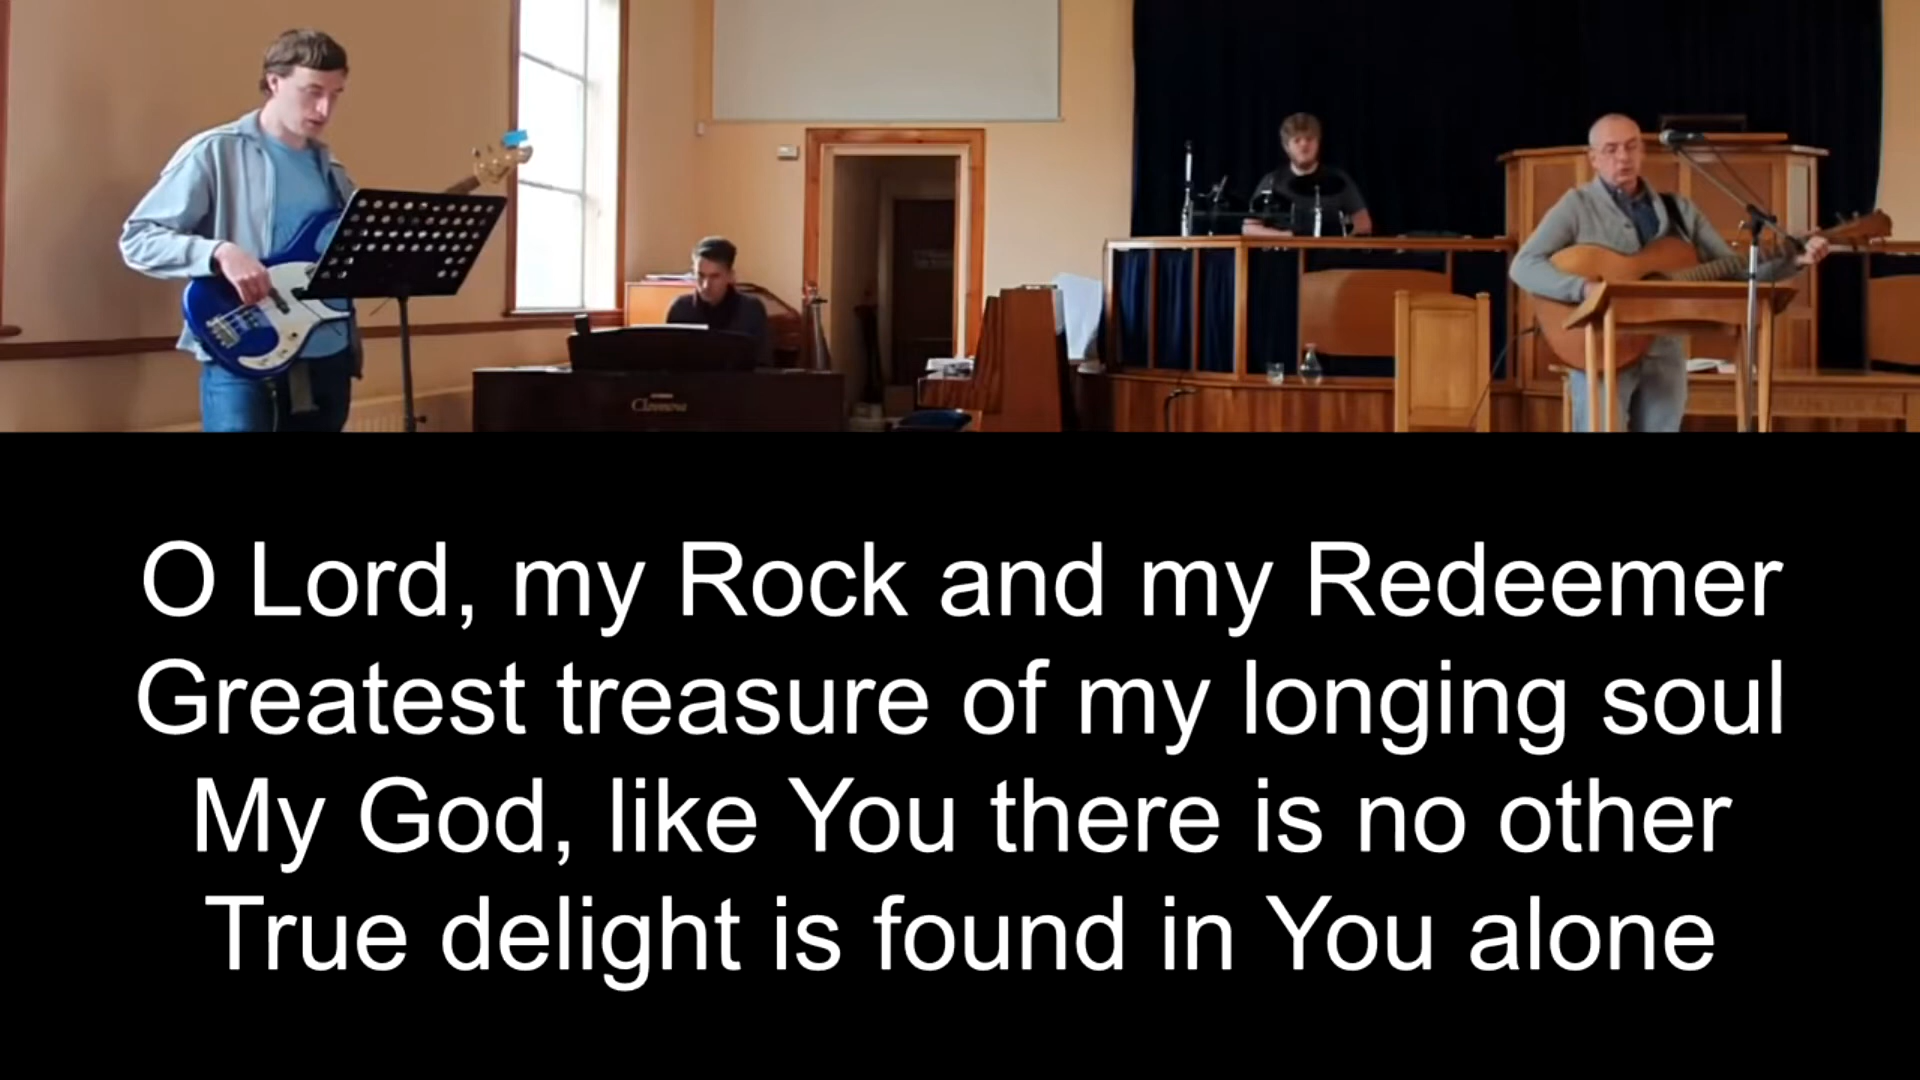 Clavinova
O Lord, my Rock and my Redeemer
Greatest treasure of my longing soul
My God, like You there is no other
True delight is found in You alone